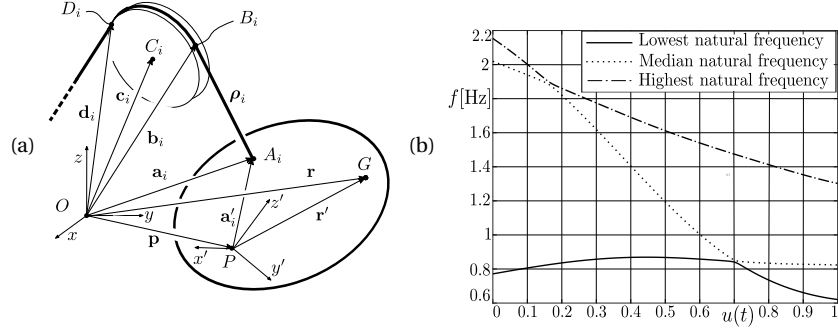 (a)
D_i
B_i
C_i
ρ_i
c_i
d_i
b_i
A_i
G
z
a_i
r
O
y
a'_i
z'
r'
x
p
x'
P
y'
(b)
2.2
2
f[Hz]
1.6
1.4
1.2
1
0.8
0.6
Lowest natural frequency
Median natural frequency
Highest natural frequency
0 0.1 0.2 0.3 0.4 0.5 0.6 u(t) 0.8 0.9 1